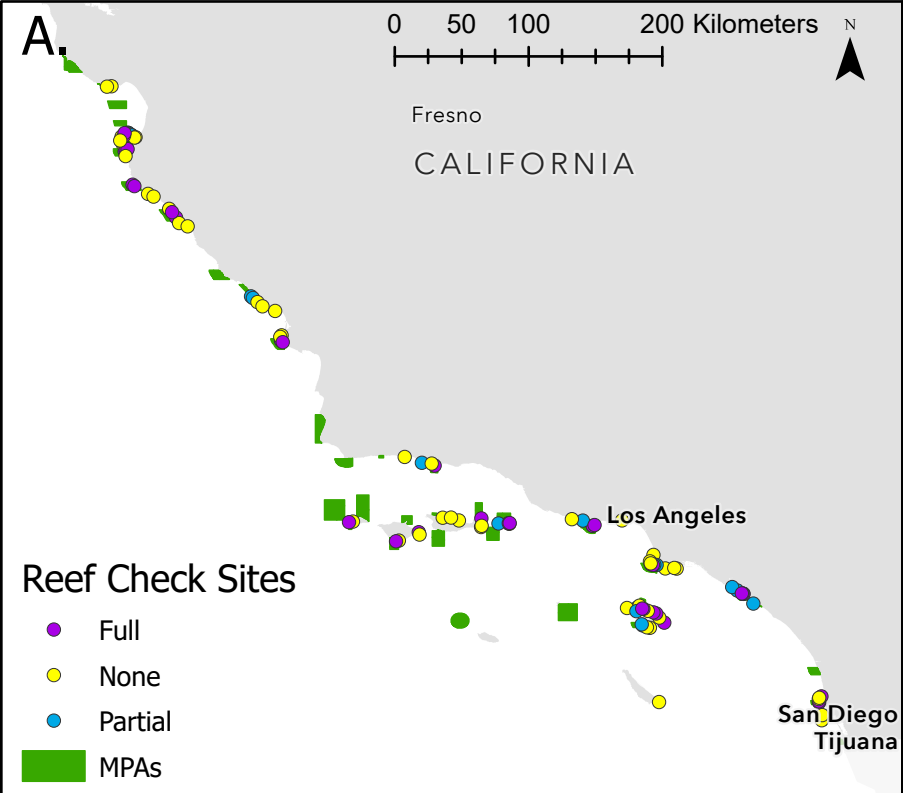 A.
0 50 100 200 Kilometers
N
Fresno
CALIFORNIA
Los Angeles
Reef Check Sites
Full
None
Partial
MPAs
San Diego
Tijuana